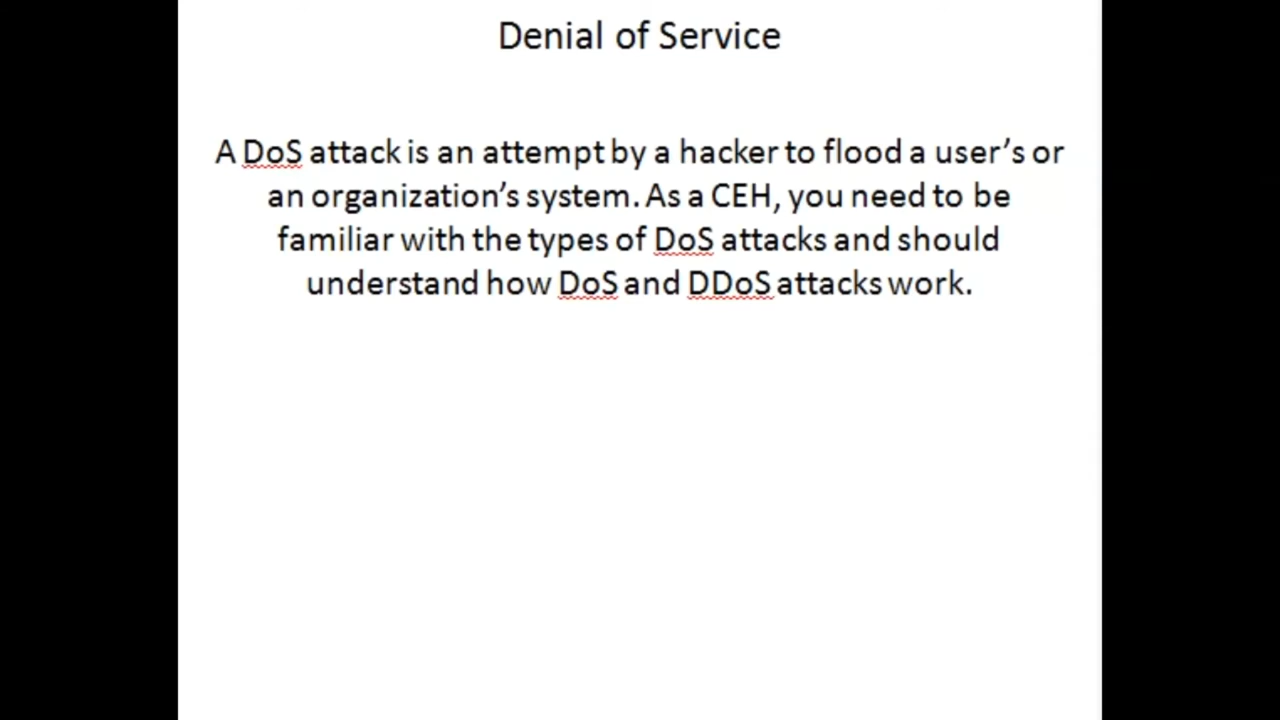 Denial of Service
A DoS attack is an attempt by a hacker to flood a user’s or
an organization’s system. As a CEH, you need to be
familiar with the types of DoS attacks and should
understand how DoS and DDoS attacks work.